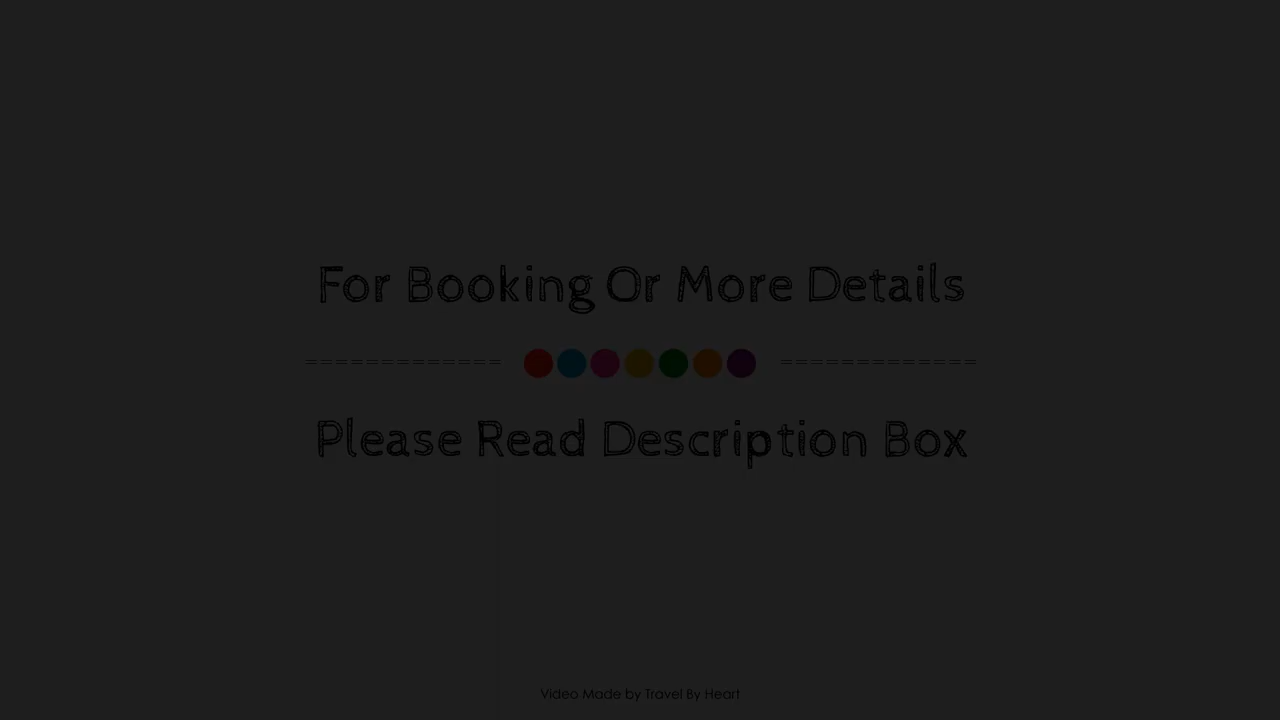 For Booking Or More Details
============= =============
Please Read Description Box
Video Made by Travel By Heart